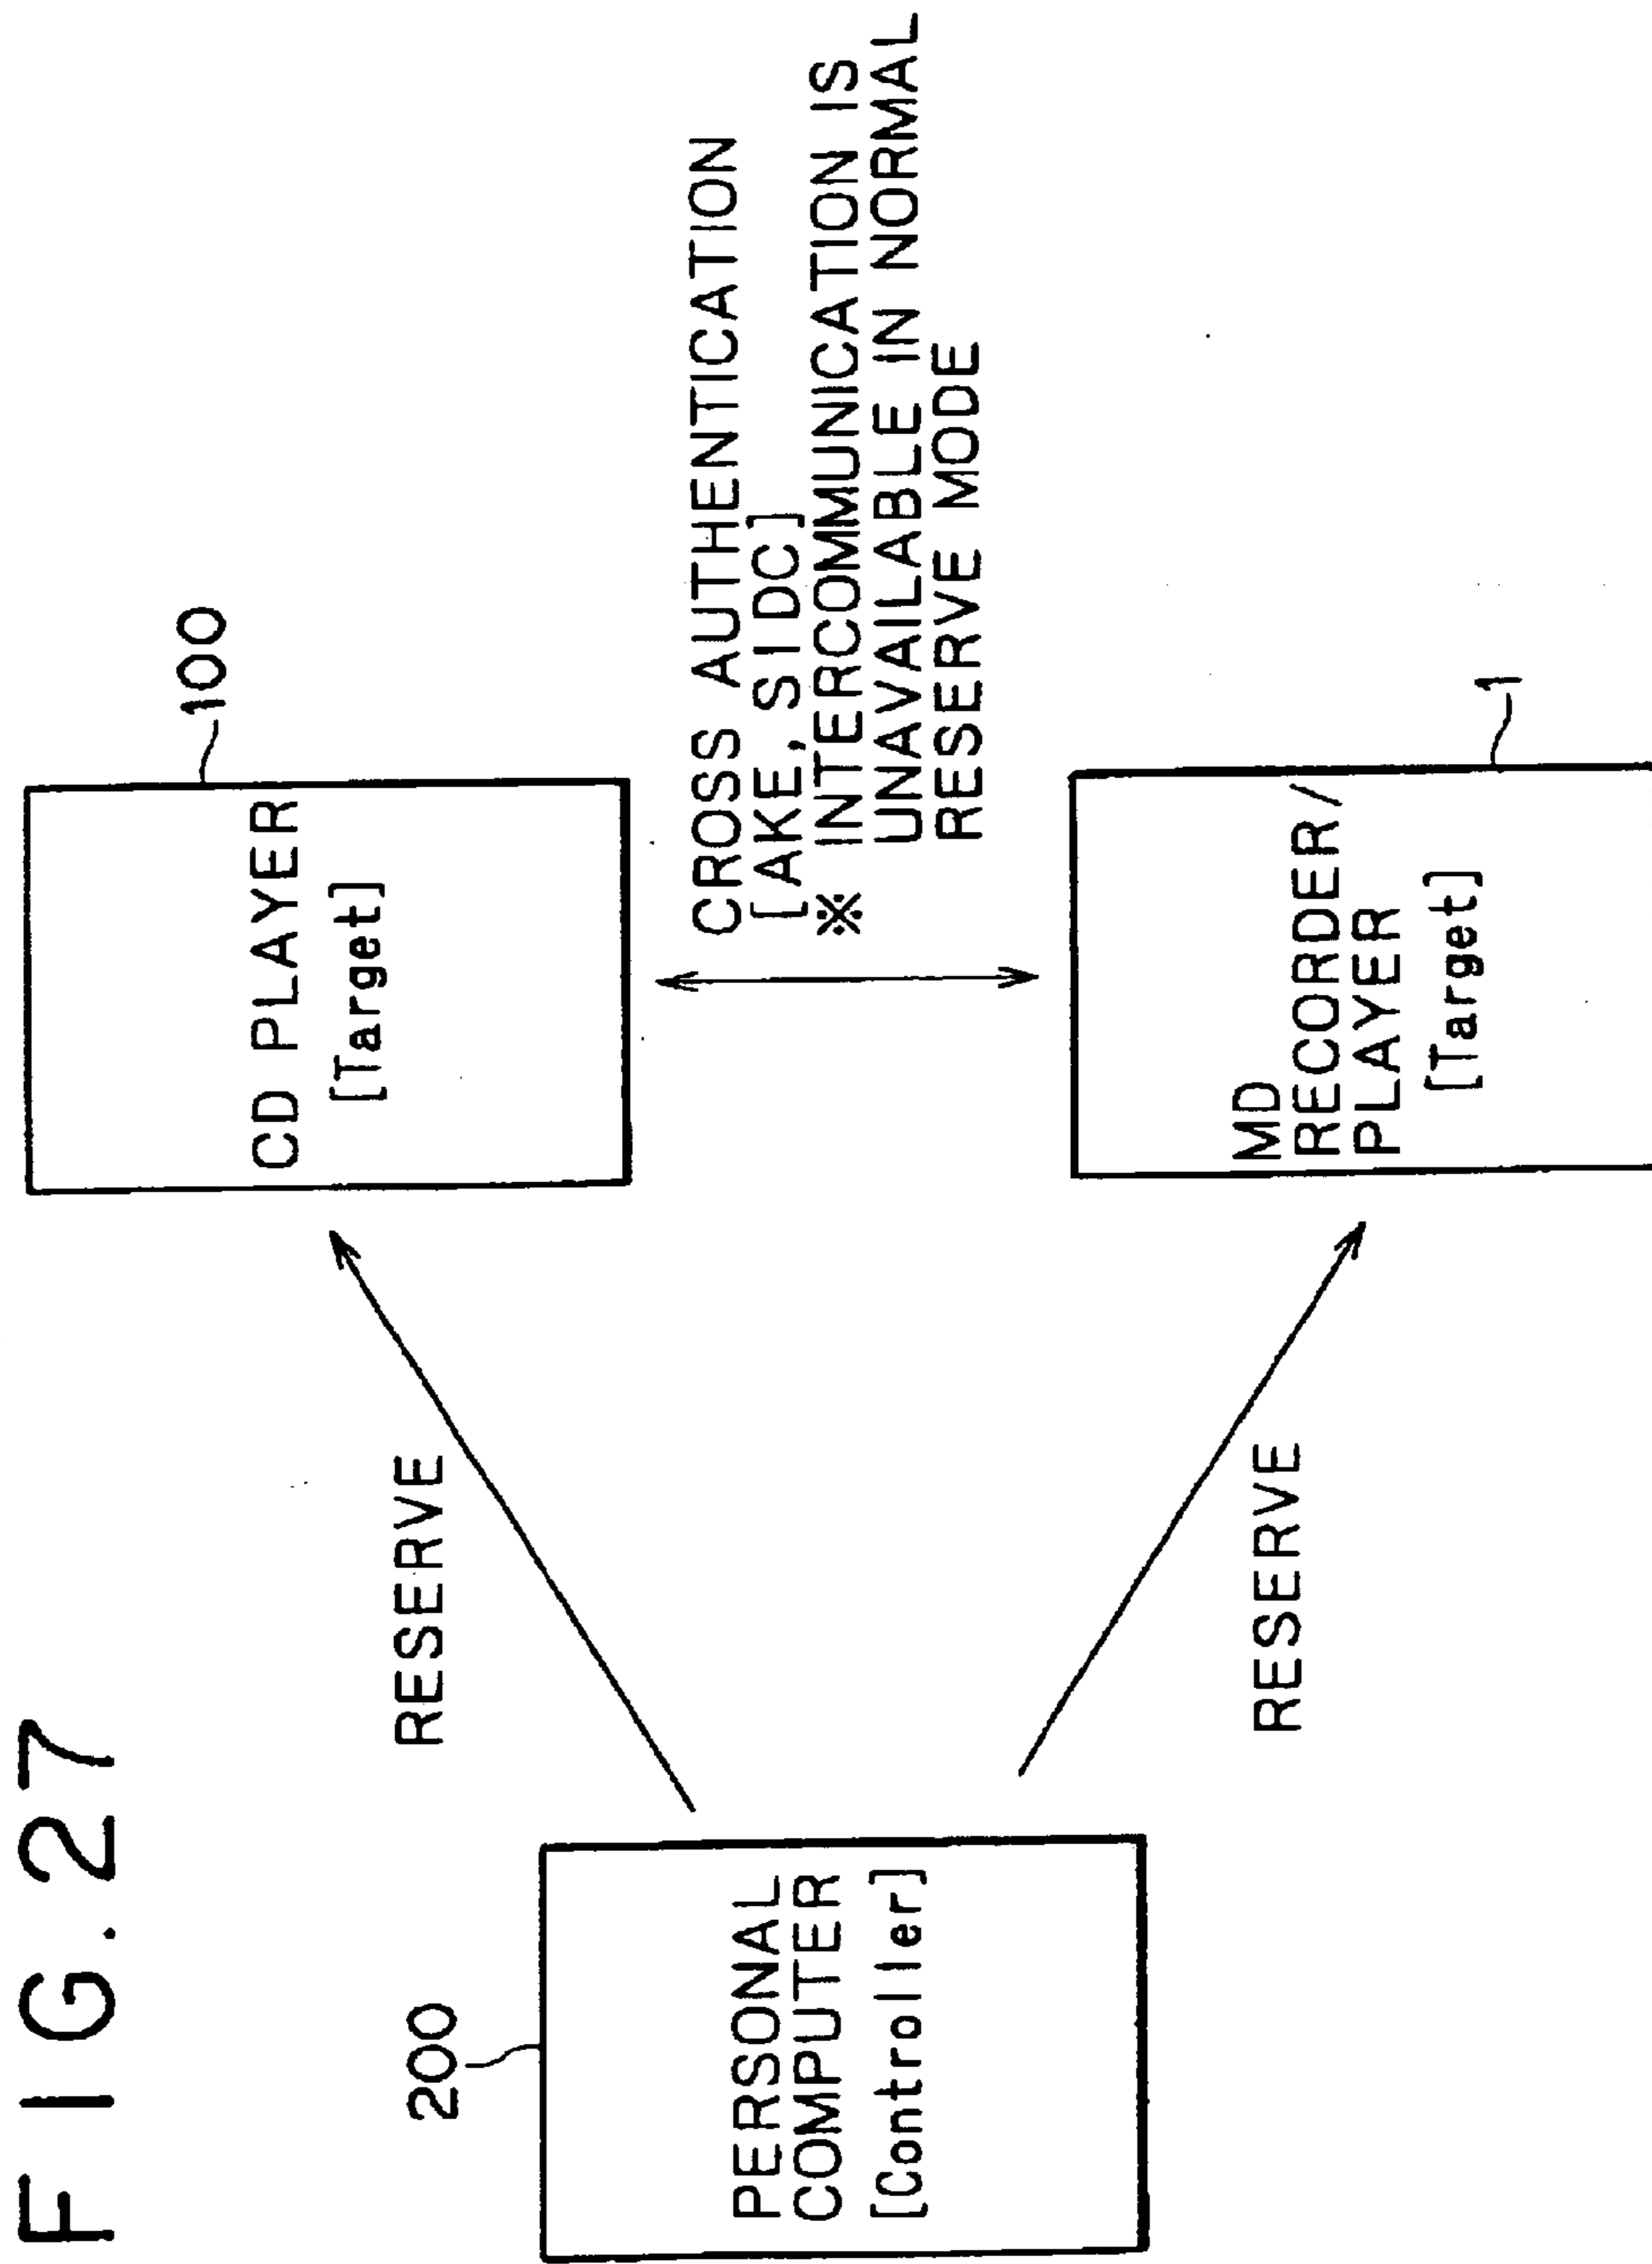 FIG. 27
200
PERSONAL
COMPUTER
[Controller]
RESERVE
RESERVE
100
CD PLAYER
[Target]
CROSS AUTHENTICATION
[AKE, SIDC]
※ INTERCOMMUNICATION IS
UNAVAILABLE IN NORMAL
RESERVE MODE
1
MD
RECORDER/
PLAYER
[Target]